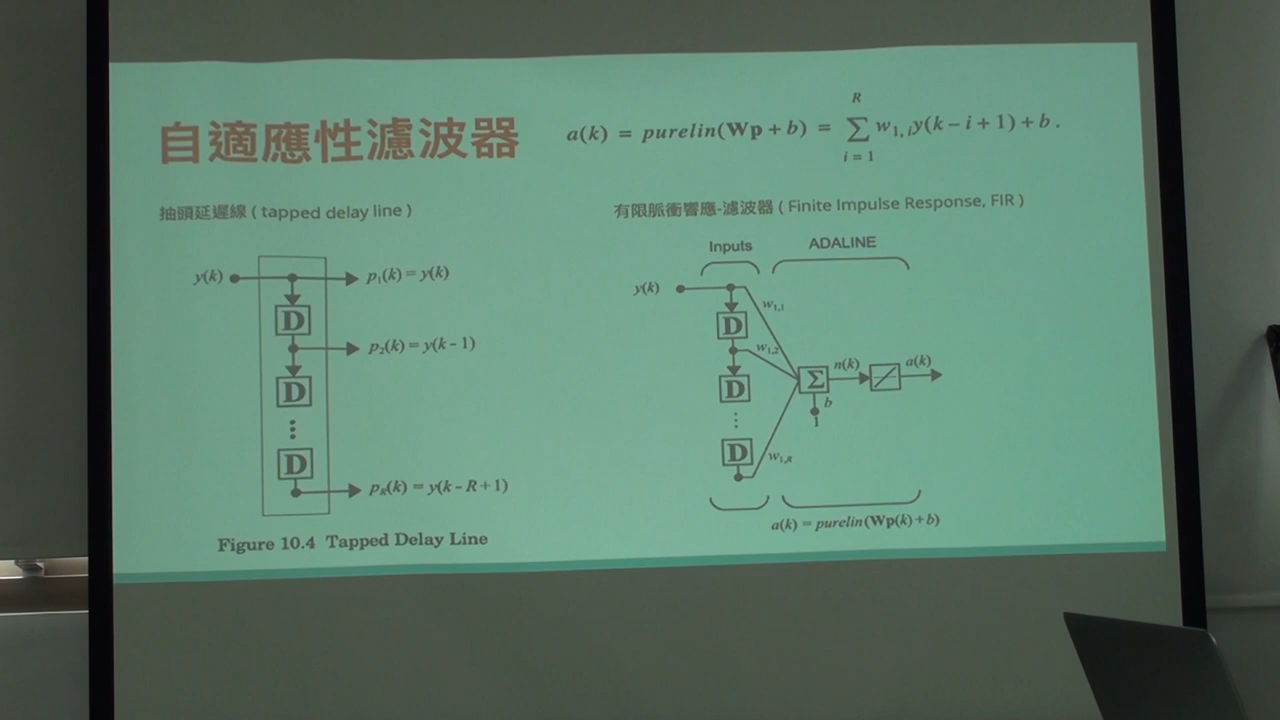 自適應性濾波器
a(k) = purelin(Wp + b) = ∑ w₁,ᵢy(k − i + 1) + b .
R
i = 1
抽頭延遲線 ( tapped delay line )
y(k)
p₁(k) = y(k)
D
p₂(k) = y(k − 1)
D
⋮
D
p_R(k) = y(k − R + 1)
Figure 10.4 Tapped Delay Line
有限脈衝響應-濾波器 ( Finite Impulse Response, FIR )
Inputs
ADALINE
y(k)
w₁,₁
D
w₁,₂
D
⋮
D
w₁,R
Σ
n(k)
a(k)
b
1
a(k) = purelin(Wp(k) + b)